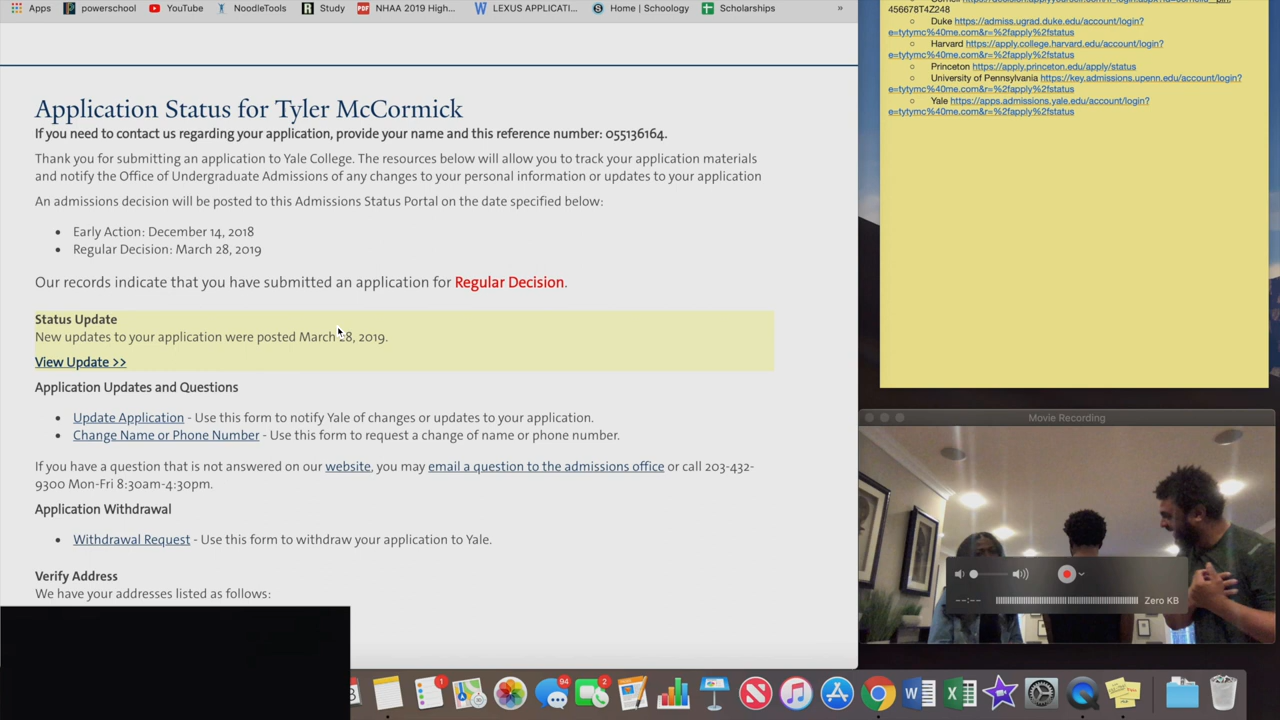 Apps powerschool YouTube NoodleTools Study NHAA 2019 High... LEXUS APPLICATI... Home | Schoology Scholarships »
Application Status for Tyler McCormick
If you need to contact us regarding your application, provide your name and this reference number: 055136164.
Thank you for submitting an application to Yale College. The resources below will allow you to track your application materials
and notify the Office of Undergraduate Admissions of any changes to your personal information or updates to your application
An admissions decision will be posted to this Admissions Status Portal on the date specified below:
• Early Action: December 14, 2018
• Regular Decision: March 28, 2019
Our records indicate that you have submitted an application for Regular Decision.
Status Update
New updates to your application were posted March 28, 2019.
View Update >>
Application Updates and Questions
• Update Application - Use this form to notify Yale of changes or updates to your application.
• Change Name or Phone Number - Use this form to request a change of name or phone number.
If you have a question that is not answered on our website, you may email a question to the admissions office or call 203-432-
9300 Mon-Fri 8:30am-4:30pm.
Application Withdrawal
• Withdrawal Request - Use this form to withdraw your application to Yale.
Verify Address
We have your addresses listed as follows:
456678T4Z248
○ Duke https://admiss.ugrad.duke.edu/account/login?
e=tytymc%40me.com&r=%2fapply%2fstatus
○ Harvard https://apply.college.harvard.edu/account/login?
e=tytymc%40me.com&r=%2fapply%2fstatus
○ Princeton https://apply.princeton.edu/apply/status
○ University of Pennsylvania https://key.admissions.upenn.edu/account/login?
e=tytymc%40me.com&r=%2fapply%2fstatus
○ Yale https://apps.admissions.yale.edu/account/login?
e=tytymc%40me.com&r=%2fapply%2fstatus
Movie Recording
--:-- Zero KB
1 94 2